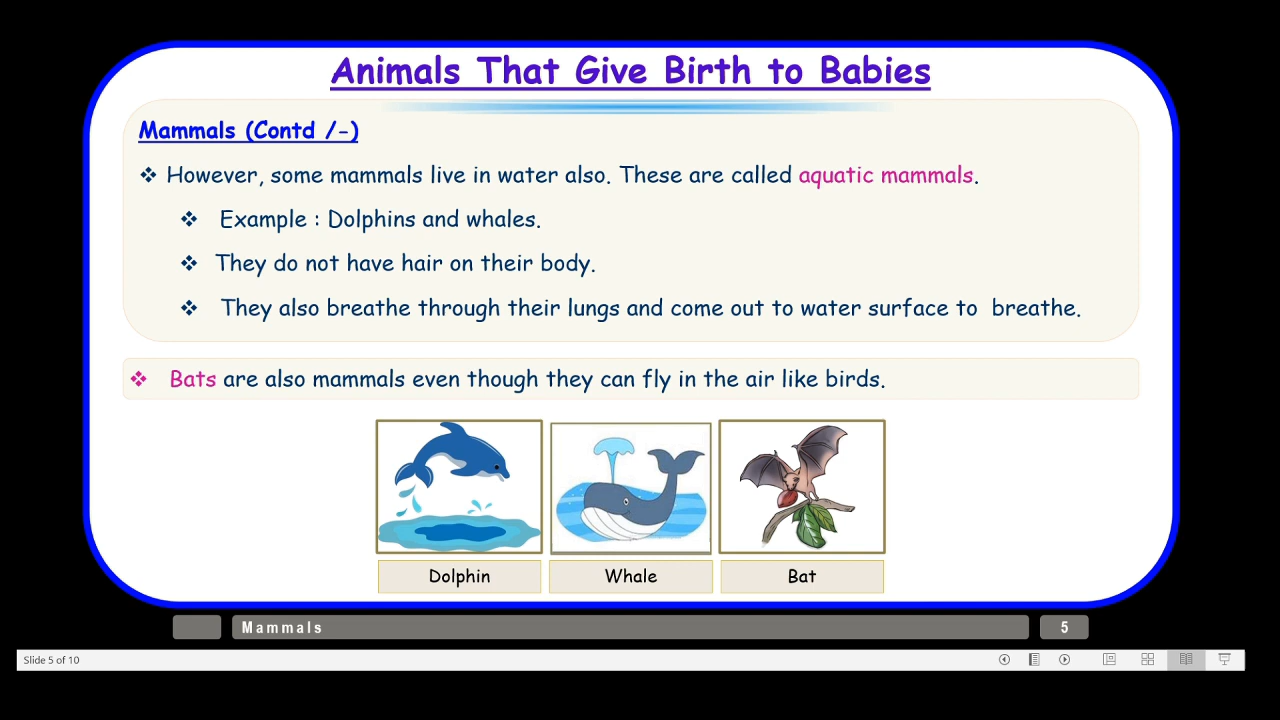 Animals That Give Birth to Babies
Mammals (Contd /-)
❖ However, some mammals live in water also. These are called aquatic mammals.
❖ Example : Dolphins and whales.
❖ They do not have hair on their body.
❖ They also breathe through their lungs and come out to water surface to breathe.
❖ Bats are also mammals even though they can fly in the air like birds.
Dolphin Whale Bat
Mammals 5
Slide 5 of 10